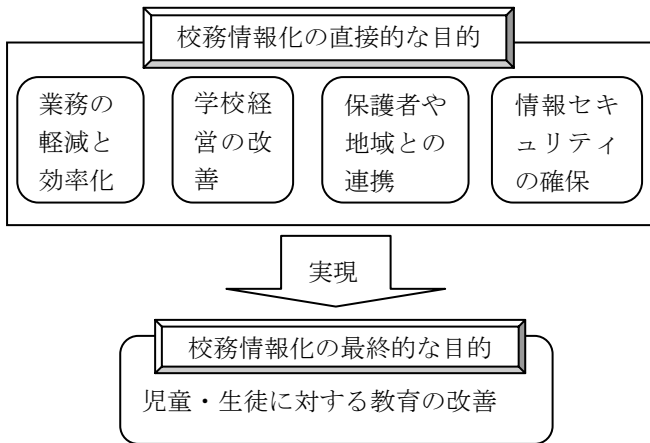 校務情報化の直接的な目的
業務の
軽減と
効率化
学校経
営の改
善
保護者や
地域との
連携
情報セキ
ュリティ
の確保
実現
校務情報化の最終的な目的
児童・生徒に対する教育の改善